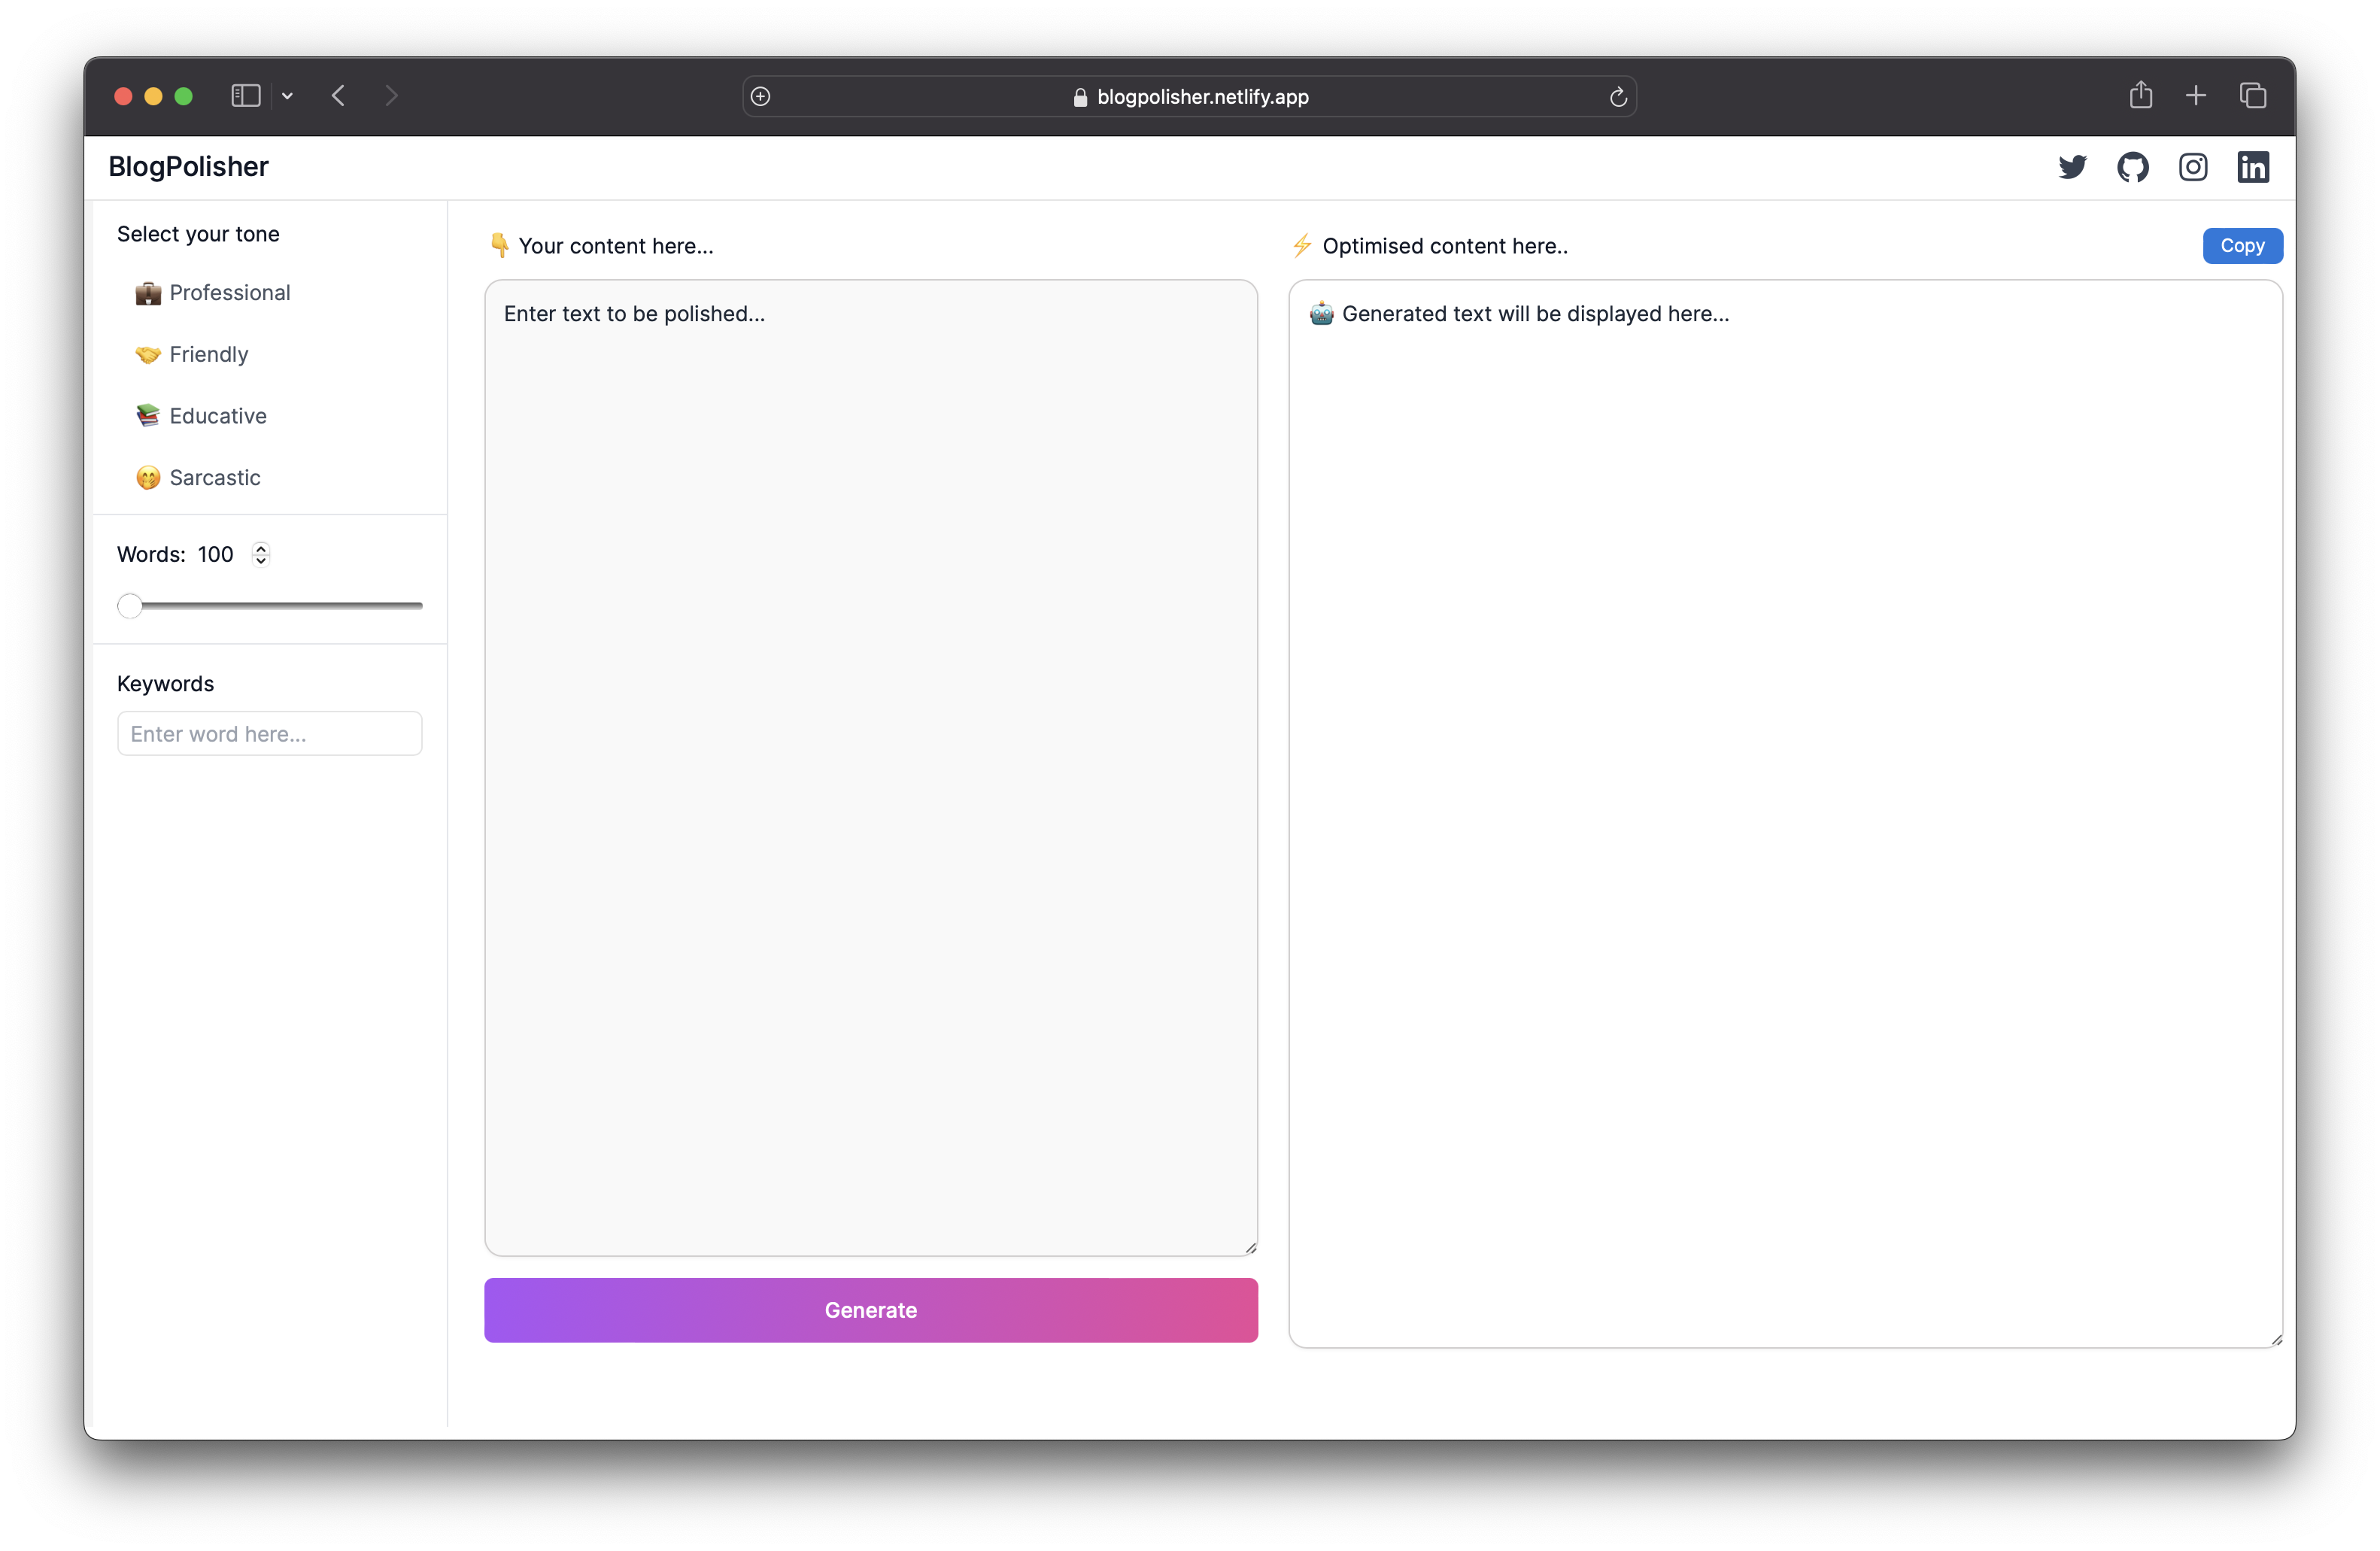 blogpolisher.netlify.app
BlogPolisher
Select your tone
💼 Professional
🤝 Friendly
📚 Educative
🤭 Sarcastic
Words: 100
Keywords
Enter word here...
👇 Your content here...
Enter text to be polished...
Generate
⚡ Optimised content here..
Copy
🤖 Generated text will be displayed here...